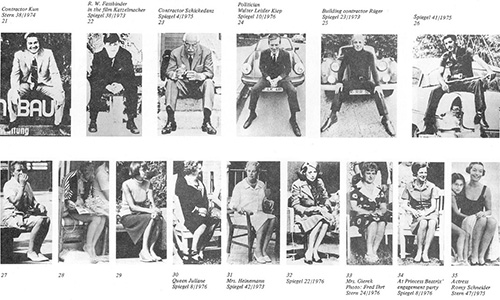 Contractor Kun
Stern 38/1974
21
R. W. Fassbinder
in the film Katzelmacher
Spiegel 38/1973
22
Contractor Schickedanz
Spiegel 4/1975
23
Politician
Walter Leisler Kiep
Spiegel 10/1976
24
Building contractor Rüger
Spiegel 23/1973
25
Spiegel 41/1975
26
BAU
27
28
29
30
Queen Juliane
Spiegel 8/1976
31
Mrs. Heinemann
Spiegel 42/1973
32
Spiegel 22/1976
33
Mrs. Gierek
Photo: Fred Ihrt
Stern 24/1976
34
At Princess Beatrix'
engagement party
Spiegel 8/1976
35
Actress
Romy Schneider
Stern 47/1975